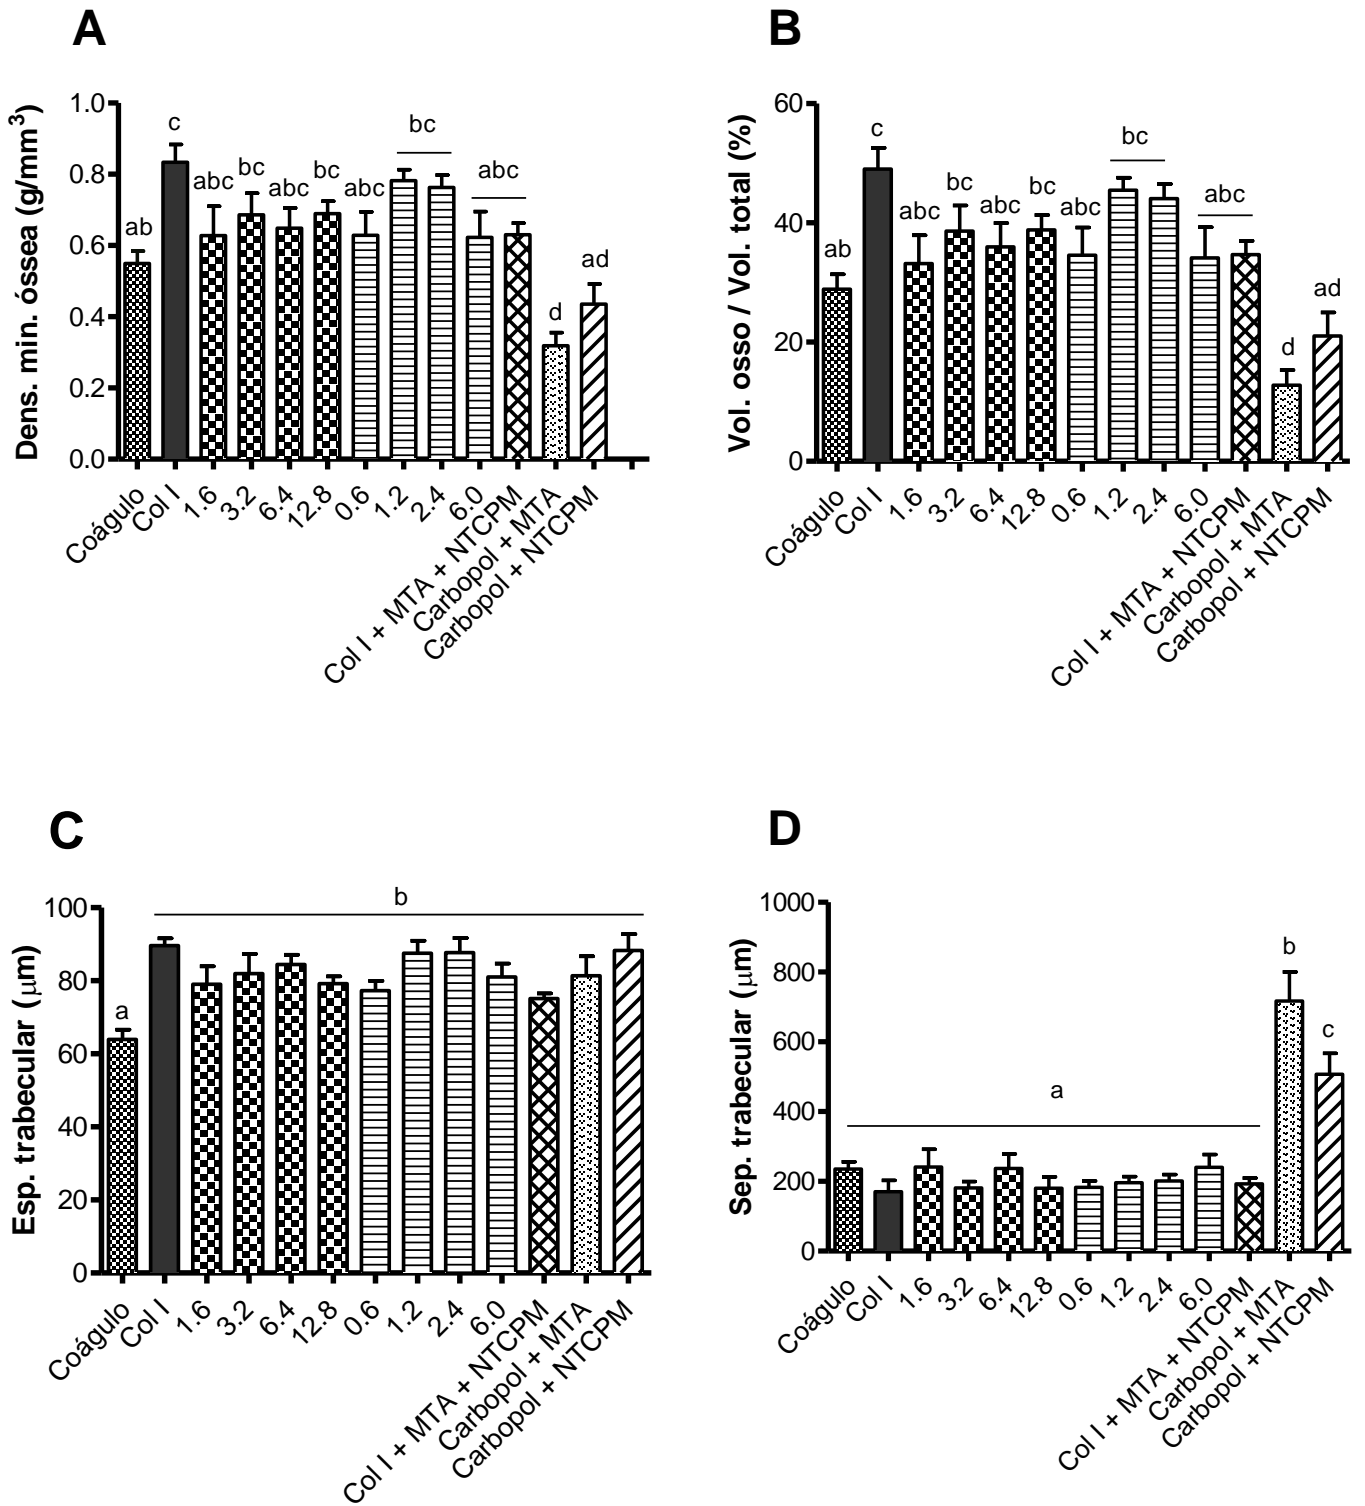 A
Dens. min. óssea (g/mm³)
1.0
0.8
0.6
0.4
0.2
0.0
ab
c
abc
bc
abc
bc
abc
bc
abc
d
ad
Coágulo
Col I
1.6
3.2
6.4
12.8
0.6
1.2
2.4
6.0
Col I + MTA + NTCPM
Carbopol + MTA
Carbopol + NTCPM
B
Vol. osso / Vol. total (%)
60
40
20
0
ab
c
abc
bc
abc
bc
abc
bc
abc
d
ad
Coágulo
Col I
1.6
3.2
6.4
12.8
0.6
1.2
2.4
6.0
Col I + MTA + NTCPM
Carbopol + MTA
Carbopol + NTCPM
C
Esp. trabecular (μm)
100
80
60
40
20
0
a
b
Coágulo
Col I
1.6
3.2
6.4
12.8
0.6
1.2
2.4
6.0
Col I + MTA + NTCPM
Carbopol + MTA
Carbopol + NTCPM
D
Sep. trabecular (μm)
1000
800
600
400
200
0
a
b
c
Coágulo
Col I
1.6
3.2
6.4
12.8
0.6
1.2
2.4
6.0
Col I + MTA + NTCPM
Carbopol + MTA
Carbopol + NTCPM